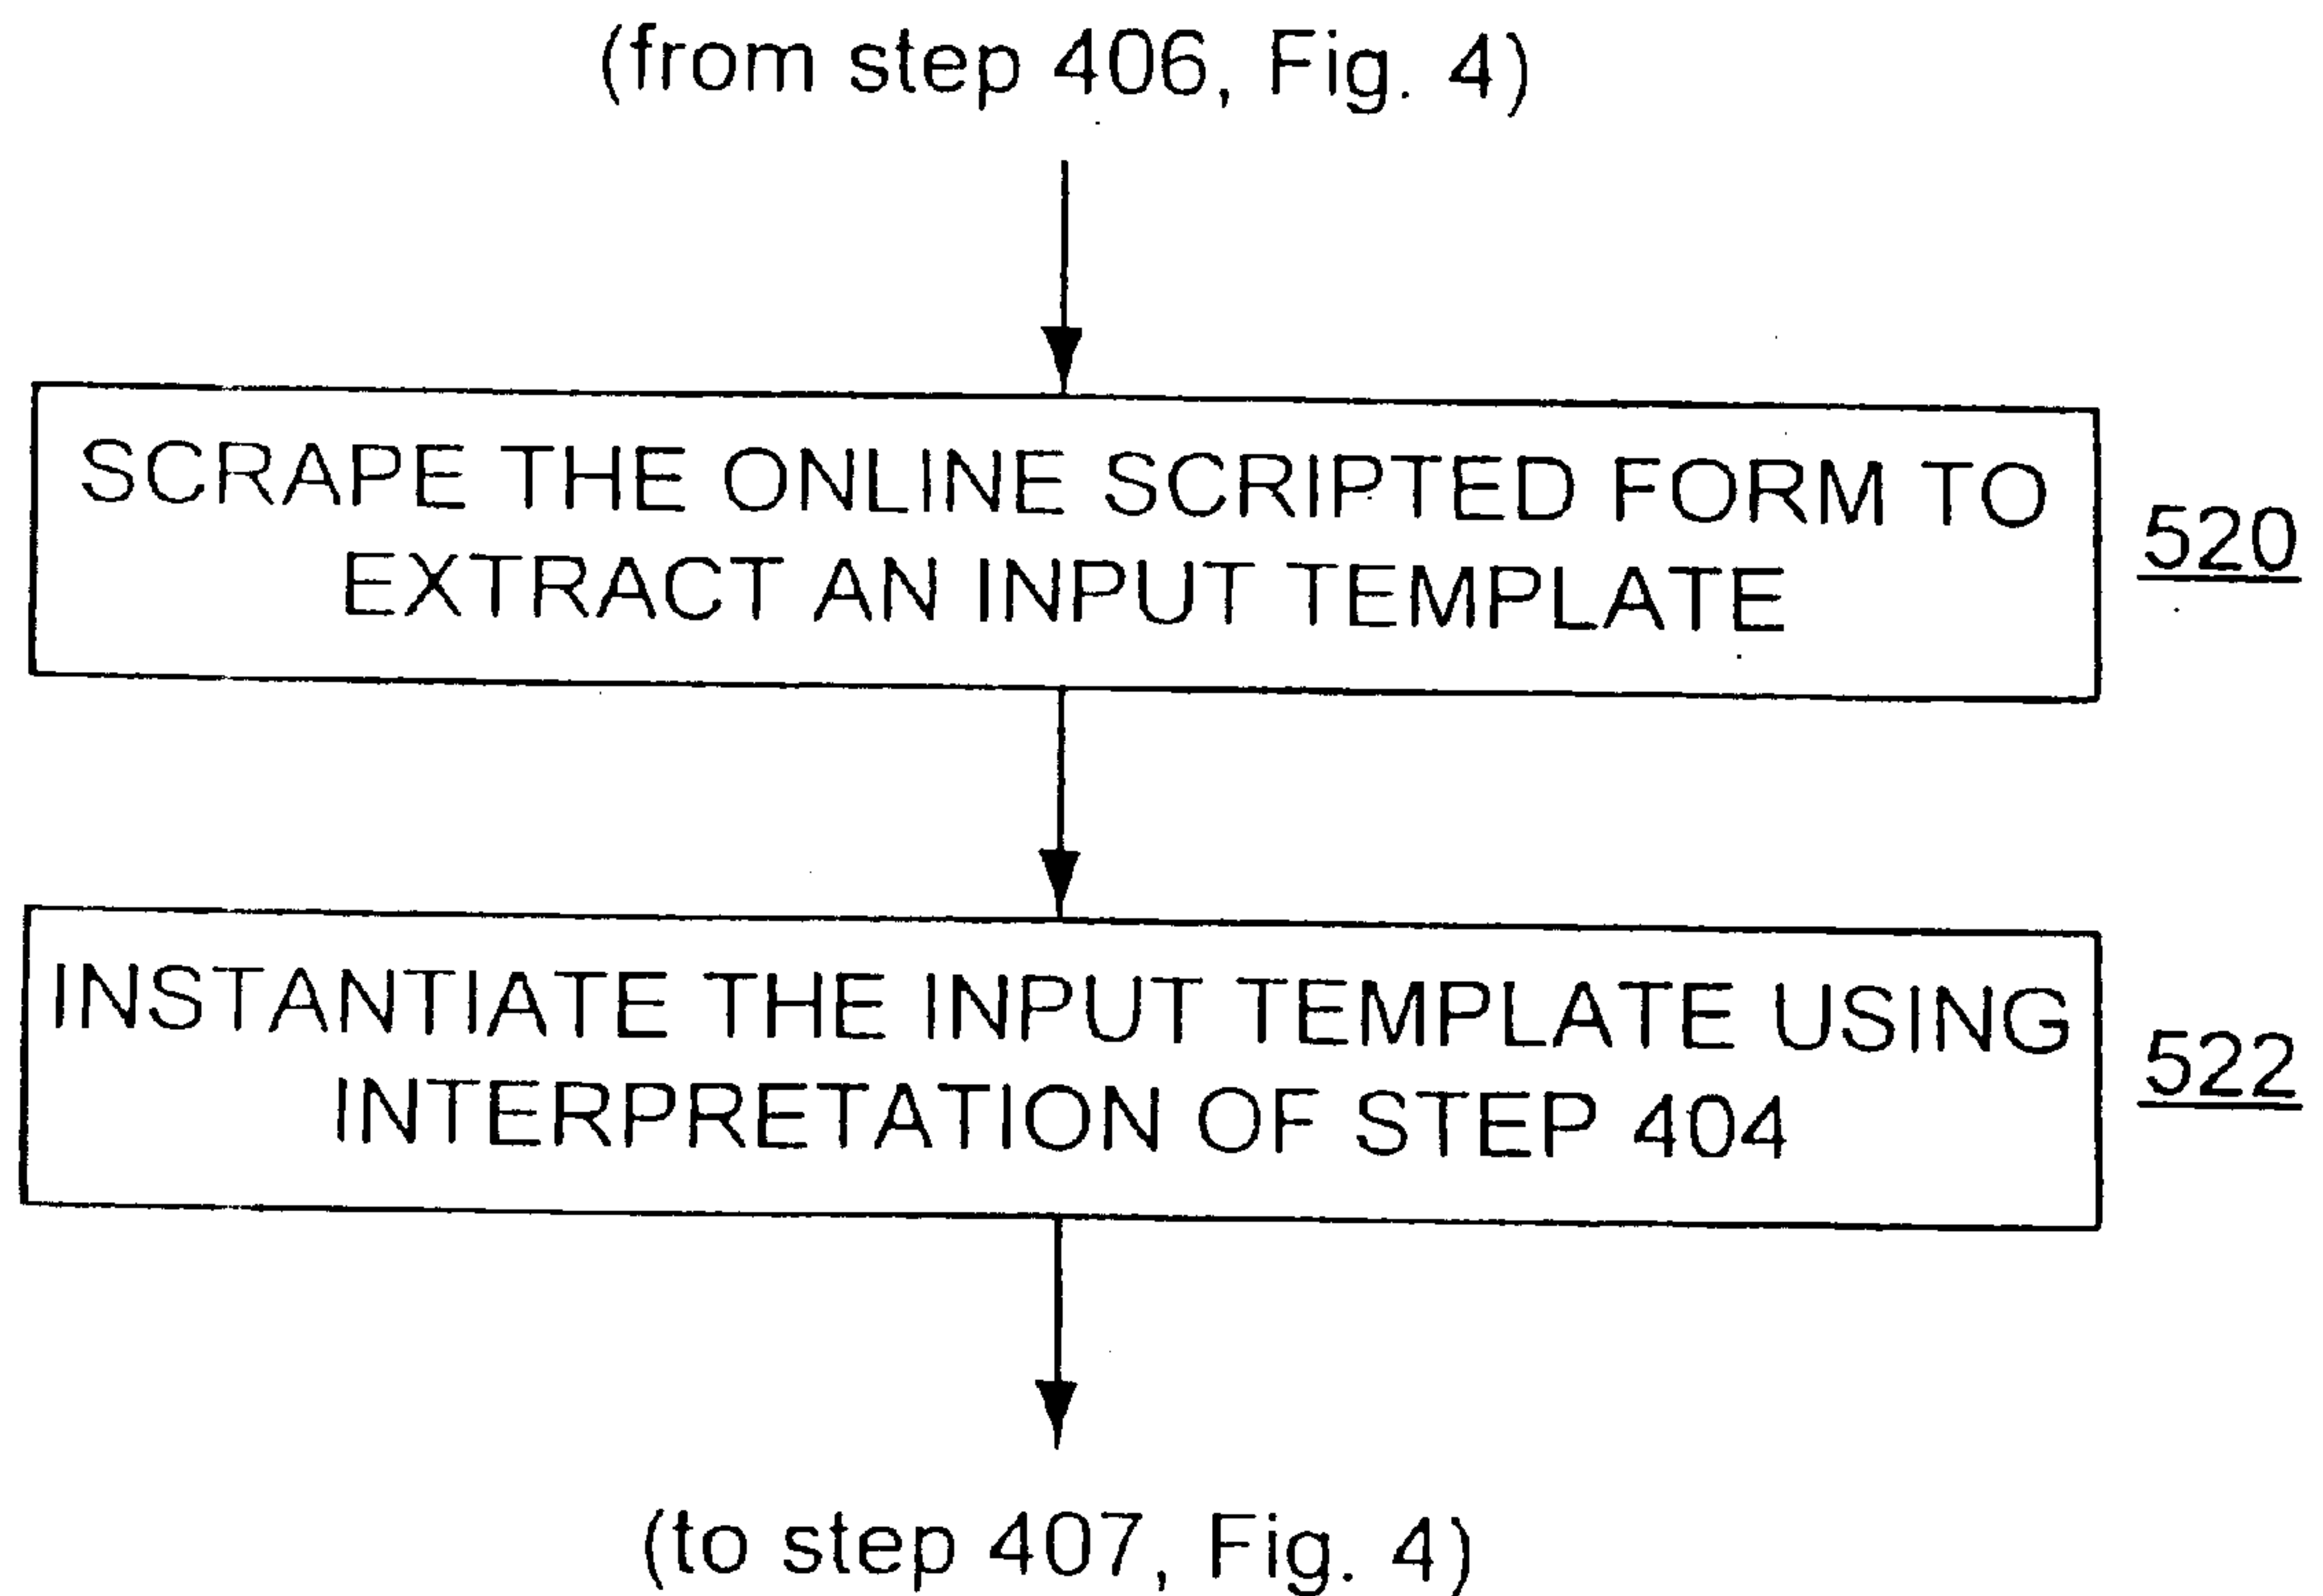 (from step 406, Fig. 4)
SCRAPE THE ONLINE SCRIPTED FORM TO
EXTRACT AN INPUT TEMPLATE
520
INSTANTIATE THE INPUT TEMPLATE USING
INTERPRETATION OF STEP 404
522
(to step 407, Fig. 4)